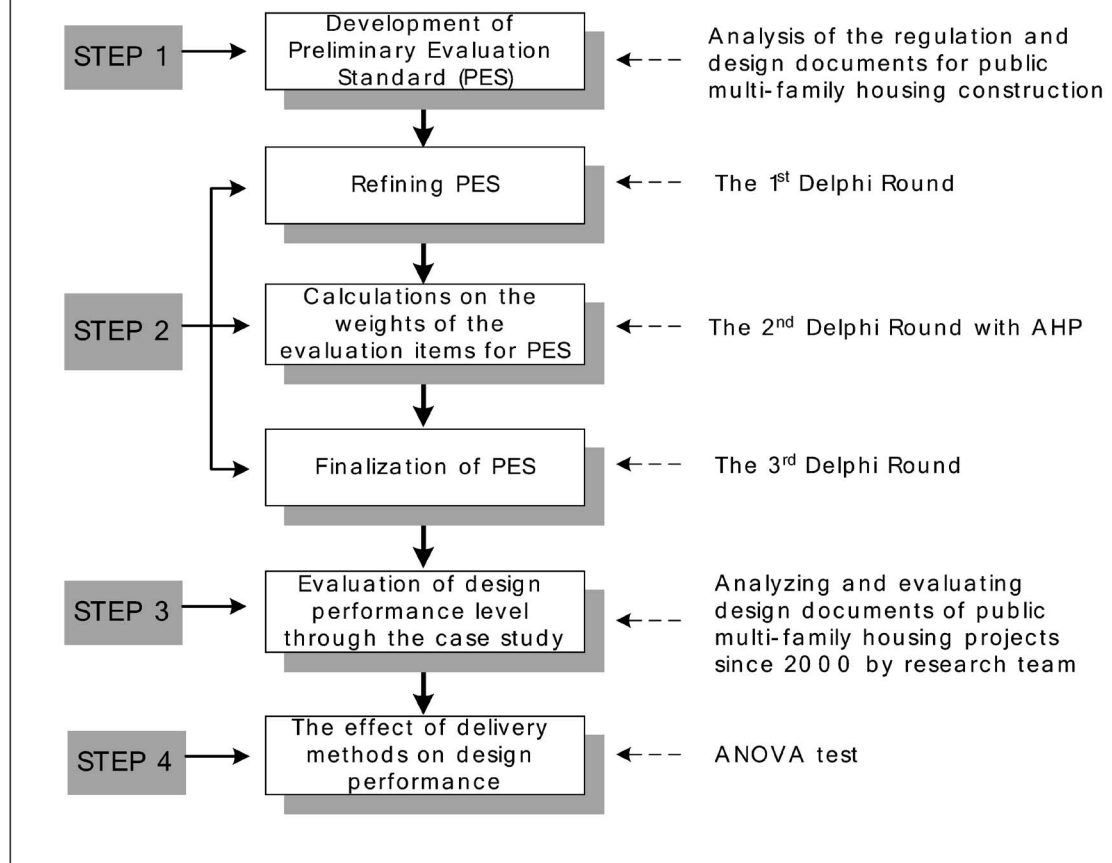 STEP 1
Development of
Preliminary Evaluation
Standard (PES)
Analysis of the regulation and
design documents for public
multi-family housing construction
Refining PES
The 1st Delphi Round
STEP 2
Calculations on the
weights of the
evaluation items for PES
The 2nd Delphi Round with AHP
Finalization of PES
The 3rd Delphi Round
STEP 3
Evaluation of design
performance level
through the case study
Analyzing and evaluating
design documents of public
multi-family housing projects
since 2000 by research team
STEP 4
The effect of delivery
methods on design
performance
ANOVA test